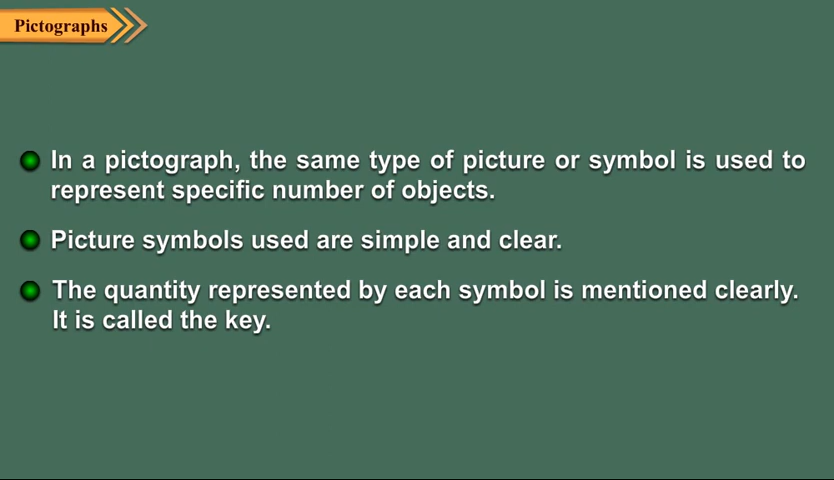 Pictographs
In a pictograph, the same type of picture or symbol is used to
represent specific number of objects.
Picture symbols used are simple and clear.
The quantity represented by each symbol is mentioned clearly.
It is called the key.